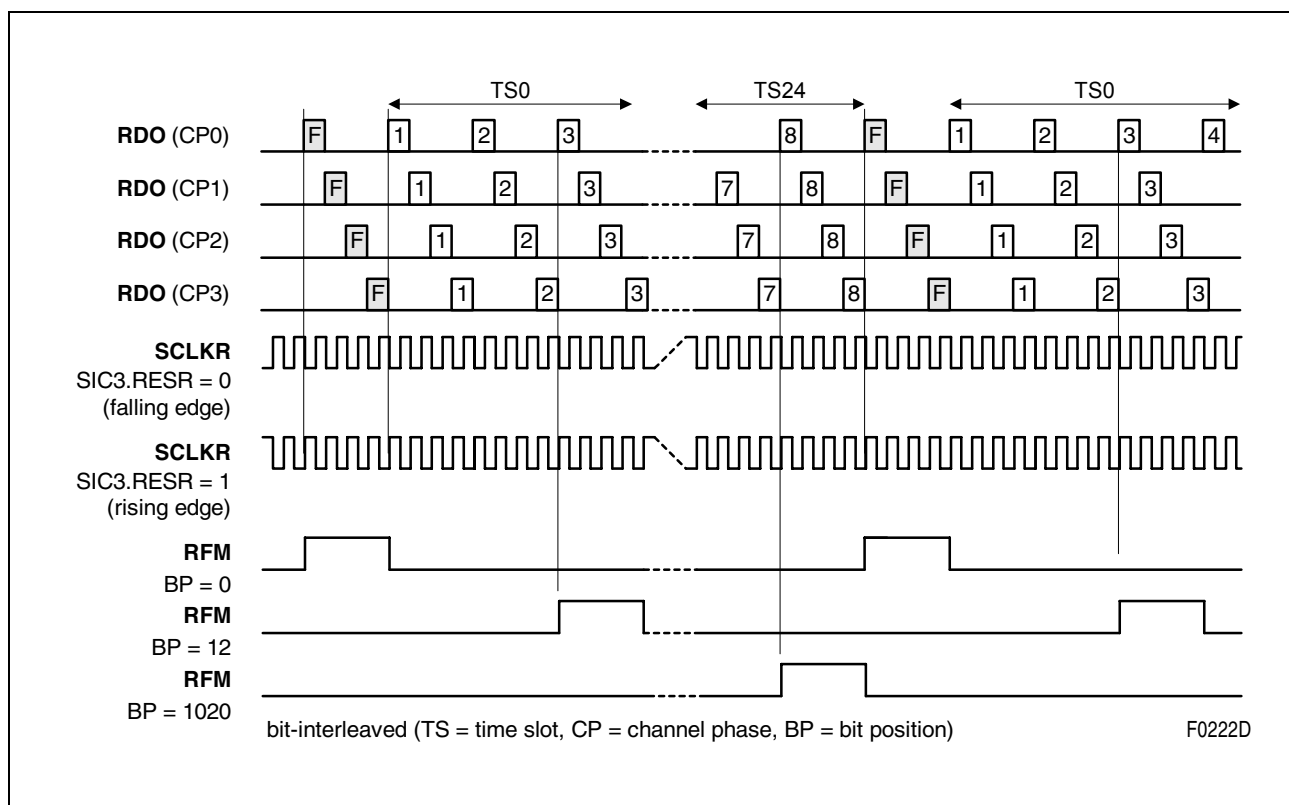 TS0 TS24 TS0
RDO (CP0) F 1 2 3 8 F 1 2 3 4
RDO (CP1) F 1 2 3 7 8 F 1 2 3
RDO (CP2) F 1 2 3 7 8 F 1 2 3
RDO (CP3) F 1 2 3 7 8 F 1 2 3
SCLKR
SIC3.RESR = 0
(falling edge)
SCLKR
SIC3.RESR = 1
(rising edge)
RFM
BP = 0
RFM
BP = 12
RFM
BP = 1020
bit-interleaved (TS = time slot, CP = channel phase, BP = bit position) F0222D